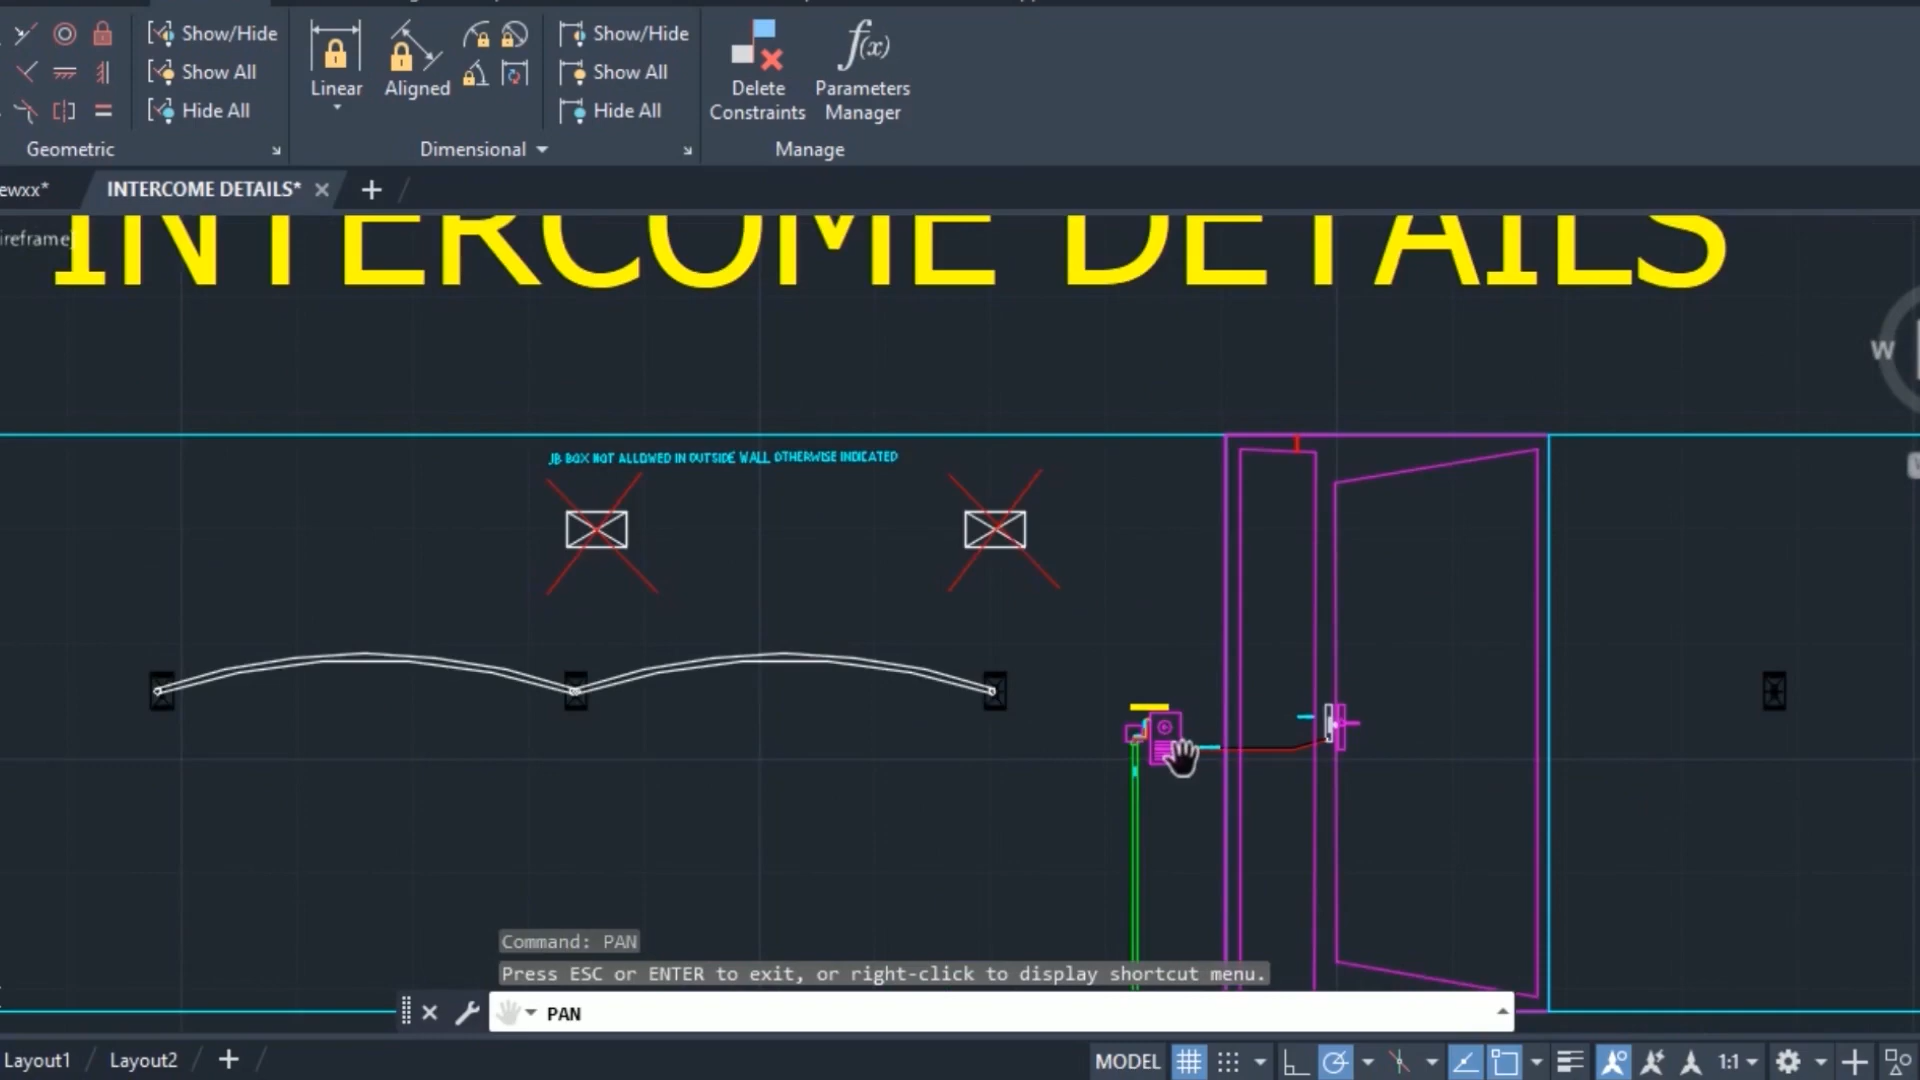 Show/Hide
Show All
Hide All
Geometric
Linear
Aligned
Dimensional
Show/Hide
Show All
Hide All
Delete
Constraints
f(x)
Parameters
Manager
Manage
ewxx*
INTERCOME DETAILS*
ireframe]
INTERCOME DETAILS
W
JB BOX NOT ALLOWED IN OUTSIDE WALL OTHERWISE INDICATED
Command: PAN
Press ESC or ENTER to exit, or right-click to display shortcut menu.
PAN
Layout1
Layout2
MODEL
1:1